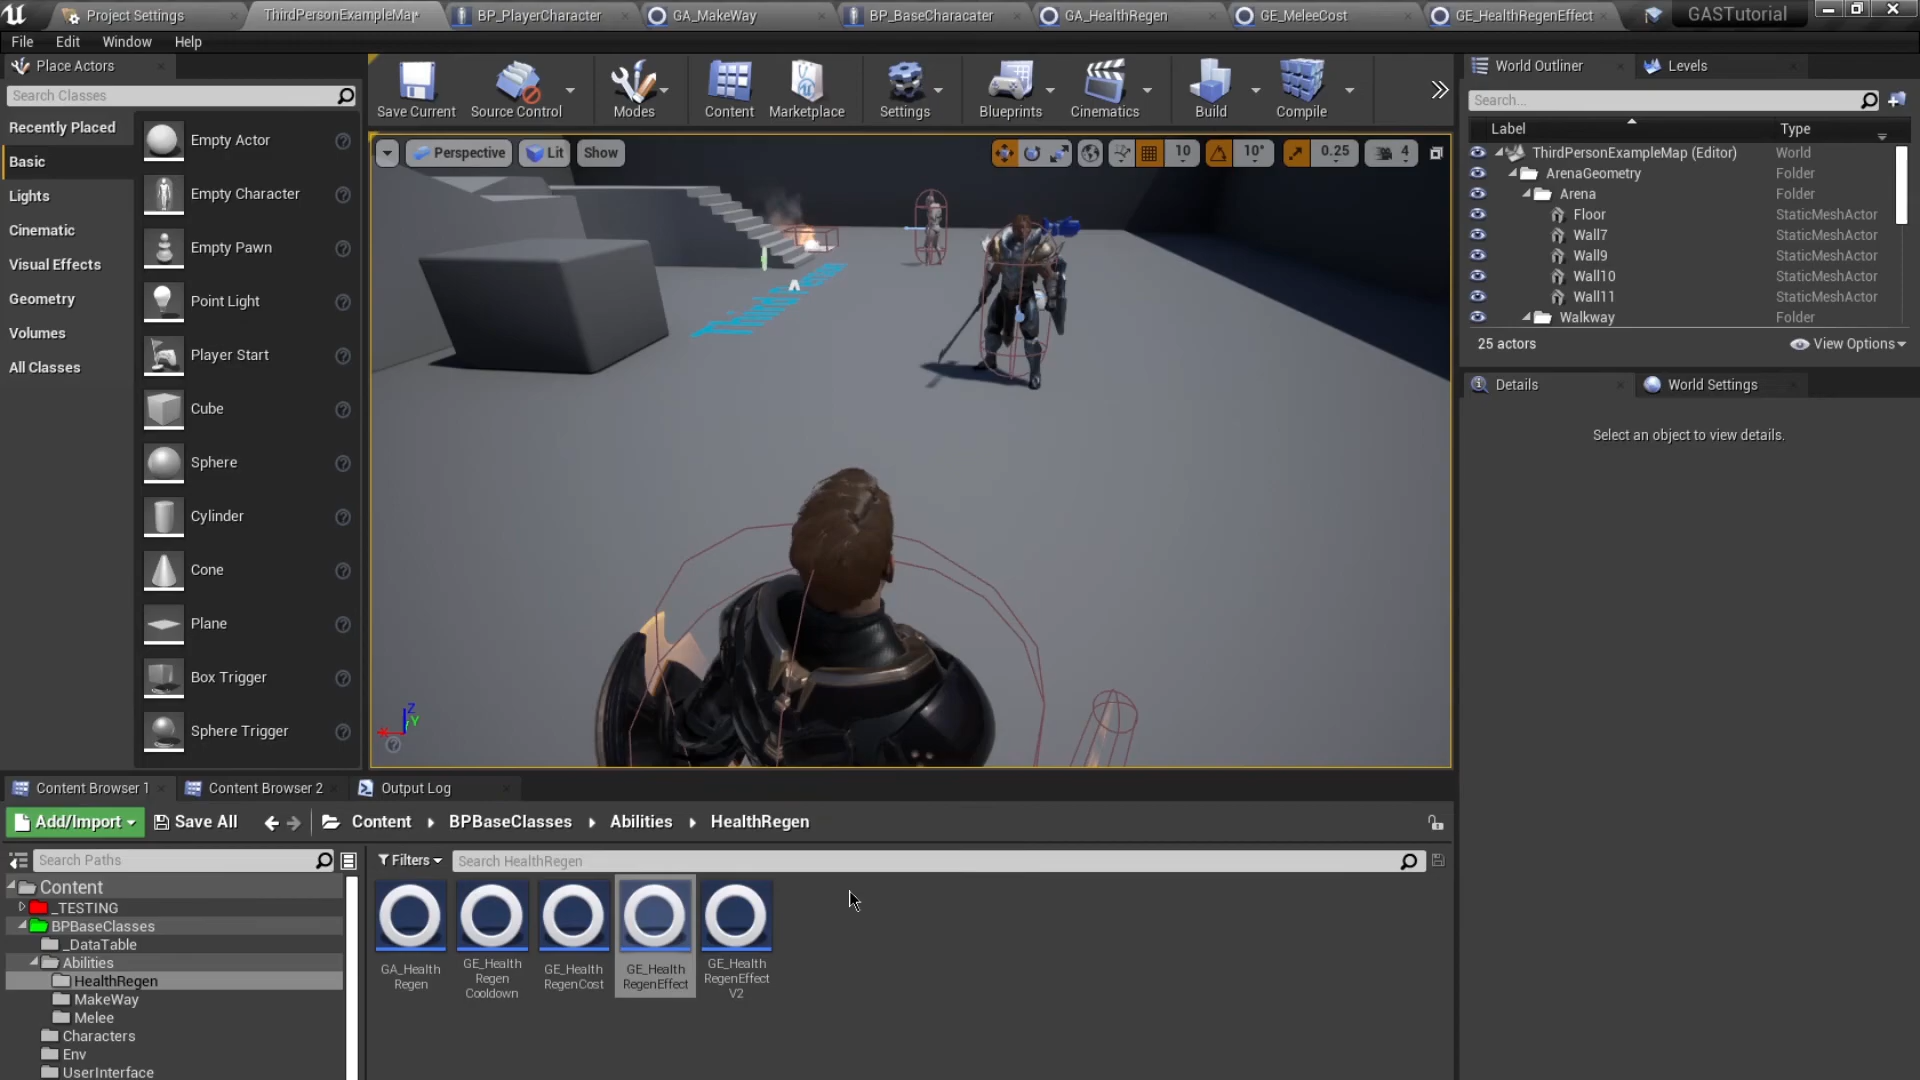 Project Settings
ThirdPersonExampleMap*
BP_PlayerCharacter
GA_MakeWay
BP_BaseCharacater
GA_HealthRegen
GE_MeleeCost
GE_HealthRegenEffect
GASTutorial
File Edit Window Help
Place Actors
Search Classes
Recently Placed
Basic
Lights
Cinematic
Visual Effects
Geometry
Volumes
All Classes
Empty Actor
Empty Character
Empty Pawn
Point Light
Player Start
Cube
Sphere
Cylinder
Cone
Plane
Box Trigger
Sphere Trigger
Save Current
Source Control
Modes
Content
Marketplace
Settings
Blueprints
Cinematics
Build
Compile
Perspective
Lit
Show
10
10°
0.25
4
Z
Y
X
World Outliner
Levels
Search...
Label Type
ThirdPersonExampleMap (Editor) World
ArenaGeometry Folder
Arena Folder
Floor StaticMeshActor
Wall7 StaticMeshActor
Wall9 StaticMeshActor
Wall10 StaticMeshActor
Wall11 StaticMeshActor
Walkway Folder
25 actors
View Options
Details
World Settings
Select an object to view details.
Content Browser 1
Content Browser 2
Output Log
Add/Import
Save All
Content
BPBaseClasses
Abilities
HealthRegen
Search Paths
Filters
Search HealthRegen
Content
_TESTING
BPBaseClasses
_DataTable
Abilities
HealthRegen
MakeWay
Melee
Characters
Env
UserInterface
GA_Health
Regen
GE_Health
Regen
Cooldown
GE_Health
RegenCost
GE_Health
RegenEffect
GE_Health
RegenEffect
V2